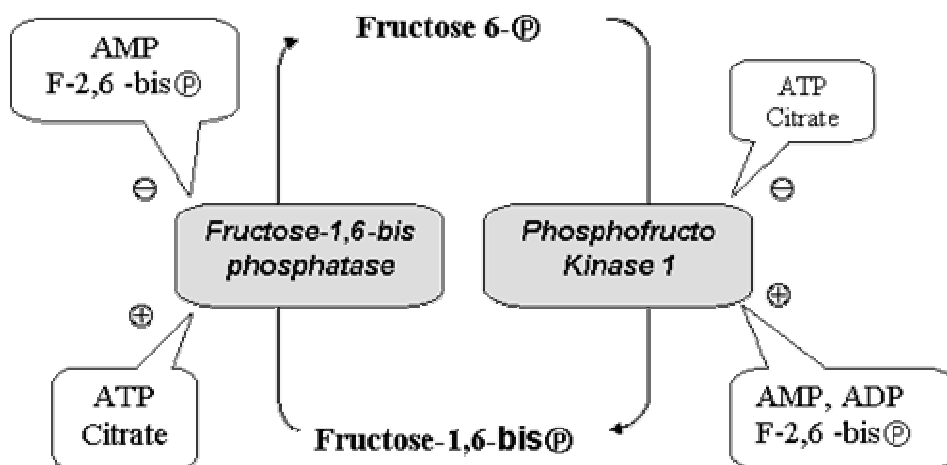 Fructose 6-Ⓟ
AMP
F-2,6 -bisⓅ
ATP
Citrate
⊖
⊖
Fructose-1,6-bis
phosphatase
Phosphofructo
Kinase 1
⊕
⊕
ATP
Citrate
AMP, ADP
F-2,6 -bisⓅ
Fructose-1,6-bisⓅ